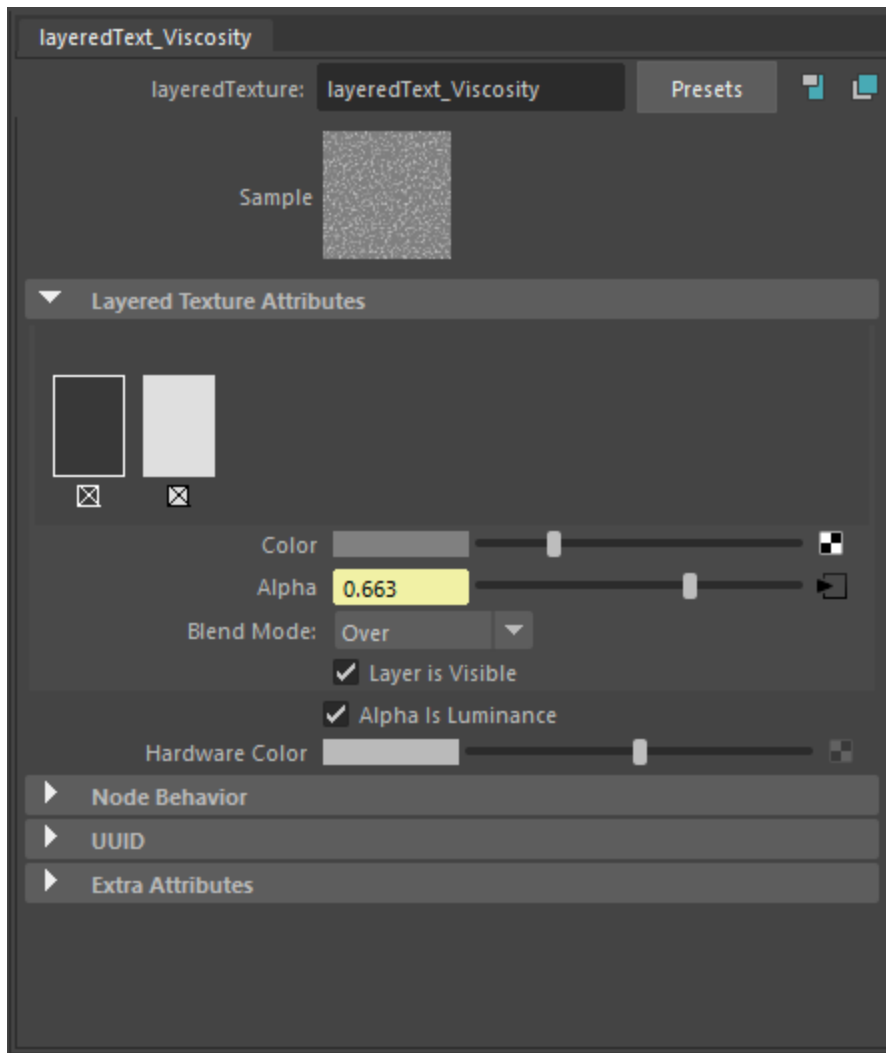 layeredText_Viscosity
layeredTexture: layeredText_Viscosity Presets
Sample
Layered Texture Attributes
Color
Alpha 0.663
Blend Mode: Over
Layer is Visible
Alpha Is Luminance
Hardware Color
Node Behavior
UUID
Extra Attributes